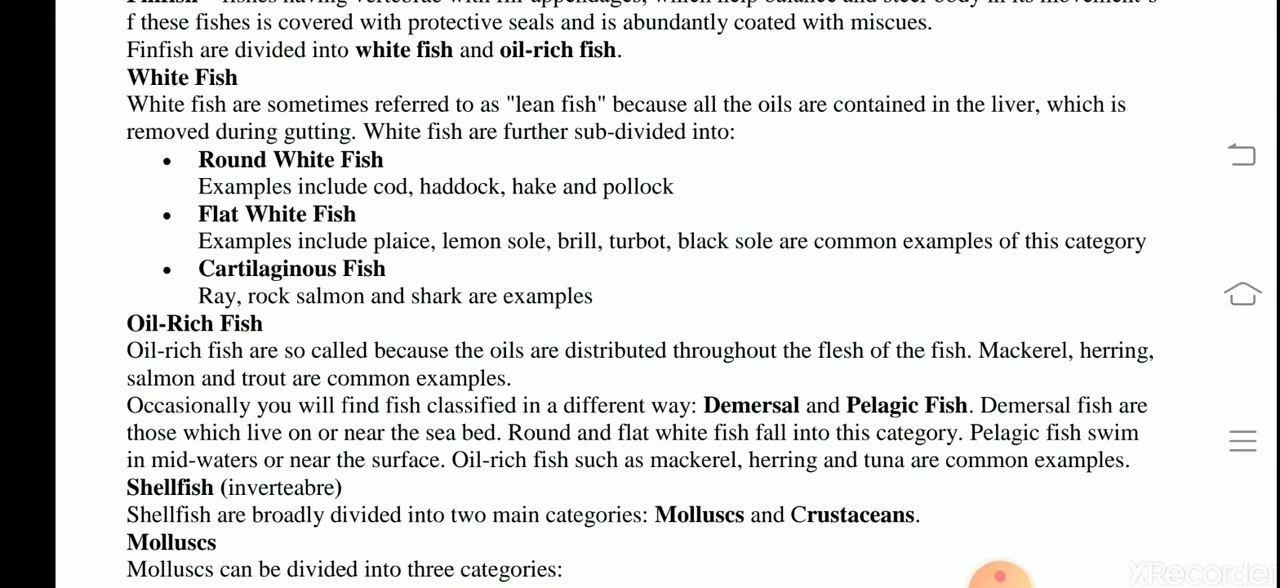 f these fishes is covered with protective seals and is abundantly coated with miscues.
Finfish are divided into white fish and oil-rich fish.
White Fish
White fish are sometimes referred to as "lean fish" because all the oils are contained in the liver, which is
removed during gutting. White fish are further sub-divided into:
• Round White Fish
Examples include cod, haddock, hake and pollock
• Flat White Fish
Examples include plaice, lemon sole, brill, turbot, black sole are common examples of this category
• Cartilaginous Fish
Ray, rock salmon and shark are examples
Oil-Rich Fish
Oil-rich fish are so called because the oils are distributed throughout the flesh of the fish. Mackerel, herring,
salmon and trout are common examples.
Occasionally you will find fish classified in a different way: Demersal and Pelagic Fish. Demersal fish are
those which live on or near the sea bed. Round and flat white fish fall into this category. Pelagic fish swim
in mid-waters or near the surface. Oil-rich fish such as mackerel, herring and tuna are common examples.
Shellfish (inverteabre)
Shellfish are broadly divided into two main categories: Molluscs and Crustaceans.
Molluscs
Molluscs can be divided into three categories:
XRecorder